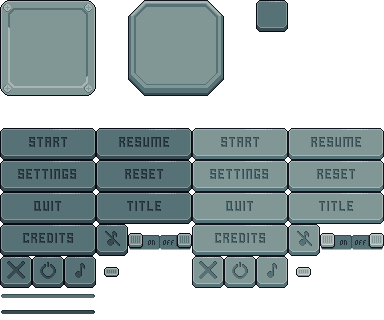 START RESUME START RESUME
SETTINGS RESET SETTINGS RESET
QUIT TITLE QUIT TITLE
CREDITS ON OFF CREDITS ON OFF